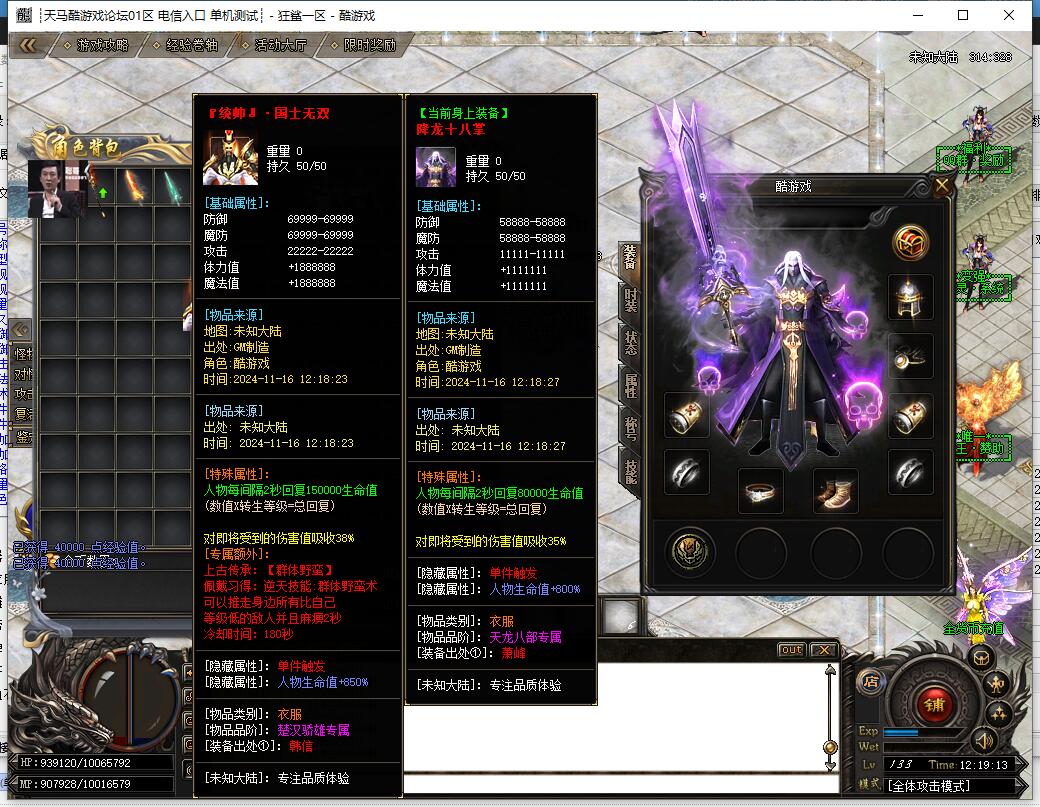 天马酷游戏论坛01区 电信入口 单机测试 - 狂鲨一区 - 酷游戏
游戏攻略
经验卷轴
活动大厅
限时奖励
未知大陆 314:328
角色背包
『统帅』·国士无双
重量 0
持久 50/50
[基础属性]:
防御 69999-69999
魔防 69999-69999
攻击 22222-22222
体力值 +1888888
魔法值 +1888888
[物品来源]
地图:未知大陆
出处:GM制造
角色:酷游戏
时间:2024-11-16 12:18:23
[物品来源]
出处: 未知大陆
时间: 2024-11-16 12:18:23
[特殊属性]:
人物每间隔2秒回复150000生命值
(数值X转生等级=总回复)
对即将受到的伤害值吸收38%
[专属额外]:
上古传承:【群体野蛮】
佩戴习得:逆天技能:群体野蛮术
可以推走身边所有比自己
等级低的敌人并且麻痹2秒
冷却时间: 180秒
[隐藏属性]: 单件触发
[隐藏属性]: 人物生命值+850%
[物品类别]: 衣服
[物品品阶]: 楚汉骄雄专属
[装备出处①]: 韩信
[未知大陆]: 专注品质体验
【当前身上装备】
降龙十八掌
重量 0
持久 50/50
[基础属性]:
防御 58888-58888
魔防 58888-58888
攻击 11111-11111
体力值 +1111111
魔法值 +1111111
[物品来源]
地图:未知大陆
出处:GM制造
角色:酷游戏
时间:2024-11-16 12:18:27
[物品来源]
出处: 未知大陆
时间: 2024-11-16 12:18:27
[特殊属性]:
人物每间隔2秒回复80000生命值
(数值X转生等级=总回复)
对即将受到的伤害值吸收35%
[隐藏属性]: 单件触发
[隐藏属性]: 人物生命值+800%
[物品类别]: 衣服
[物品品阶]: 天龙八部专属
[装备出处①]: 萧峰
[未知大陆]: 专注品质体验
酷游戏
装备
时装
状态
属性
称号
技能
*福利*
99群·奖励
*变强*
灵·系统
*唯一*
王·赞助
全货币充值
已获得 40000 点经验值。
已获得 40000 点经验值。
HP:939120/10065792
MP:907928/10016579
out
X
店
铺
Exp
Wet
Lv 133
Time:12:19:13
模式
[全体攻击模式]